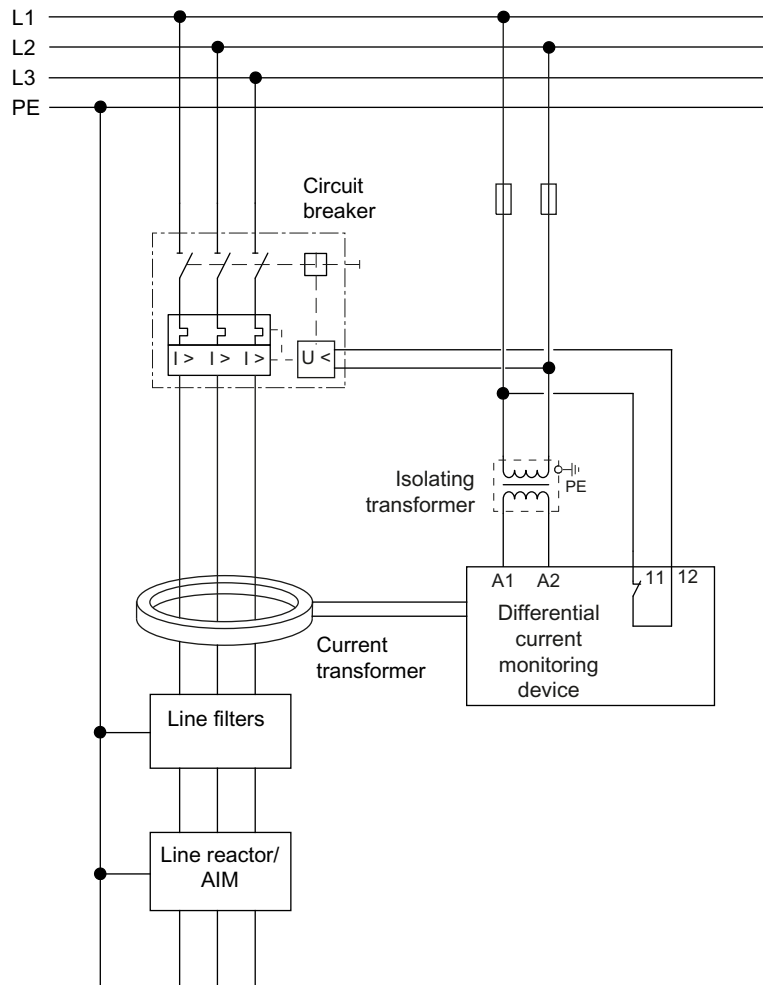 L1
L2
L3
PE
Circuit
breaker
I > I > I > U <
Isolating
transformer
PE
A1 A2 11 12
Differential
current
monitoring
device
Current
transformer
Line filters
Line reactor/
AIM